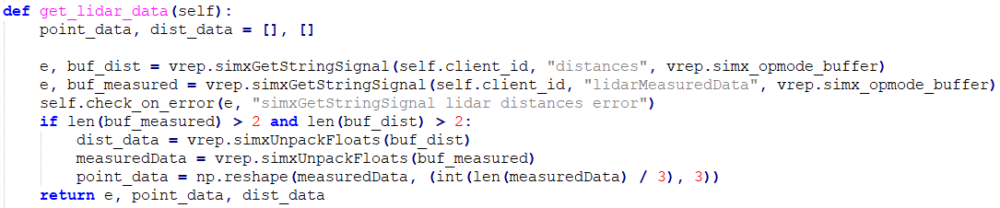 def get_lidar_data(self):
    point_data, dist_data = [], []

    e, buf_dist = vrep.simxGetStringSignal(self.client_id, "distances", vrep.simx_opmode_buffer)
    e, buf_measured = vrep.simxGetStringSignal(self.client_id, "lidarMeasuredData", vrep.simx_opmode_buffer)
    self.check_on_error(e, "simxGetStringSignal lidar distances error")
    if len(buf_measured) > 2 and len(buf_dist) > 2:
        dist_data = vrep.simxUnpackFloats(buf_dist)
        measuredData = vrep.simxUnpackFloats(buf_measured)
        point_data = np.reshape(measuredData, (int(len(measuredData) / 3), 3))
    return e, point_data, dist_data